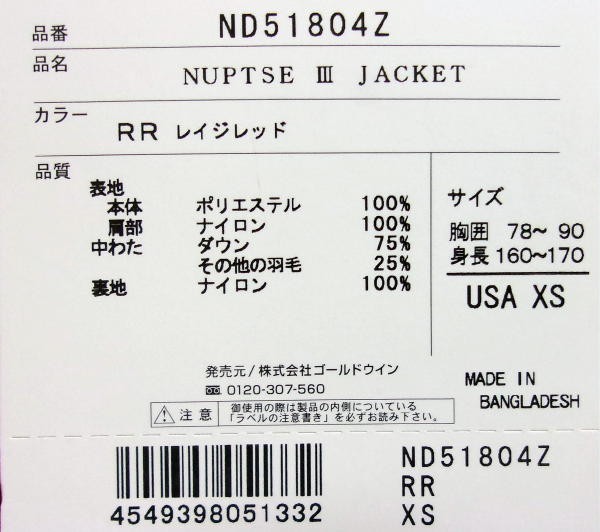 品番 ND51804Z
品名 NUPTSE Ⅲ JACKET
カラー RR レイジレッド
品質
表地
本体 ポリエステル 100%
肩部 ナイロン 100%
中わた ダウン 75%
その他の羽毛 25%
裏地 ナイロン 100%
サイズ
胸囲 78～ 90
身長 160～170
USA XS
発売元/株式会社ゴールドウイン
0120-307-560
注意 御使用の際は製品の内側についている
「ラベルの注意書き」を必ずお読み下さい。
MADE IN
BANGLADESH
4549398051332
ND51804Z
RR
XS